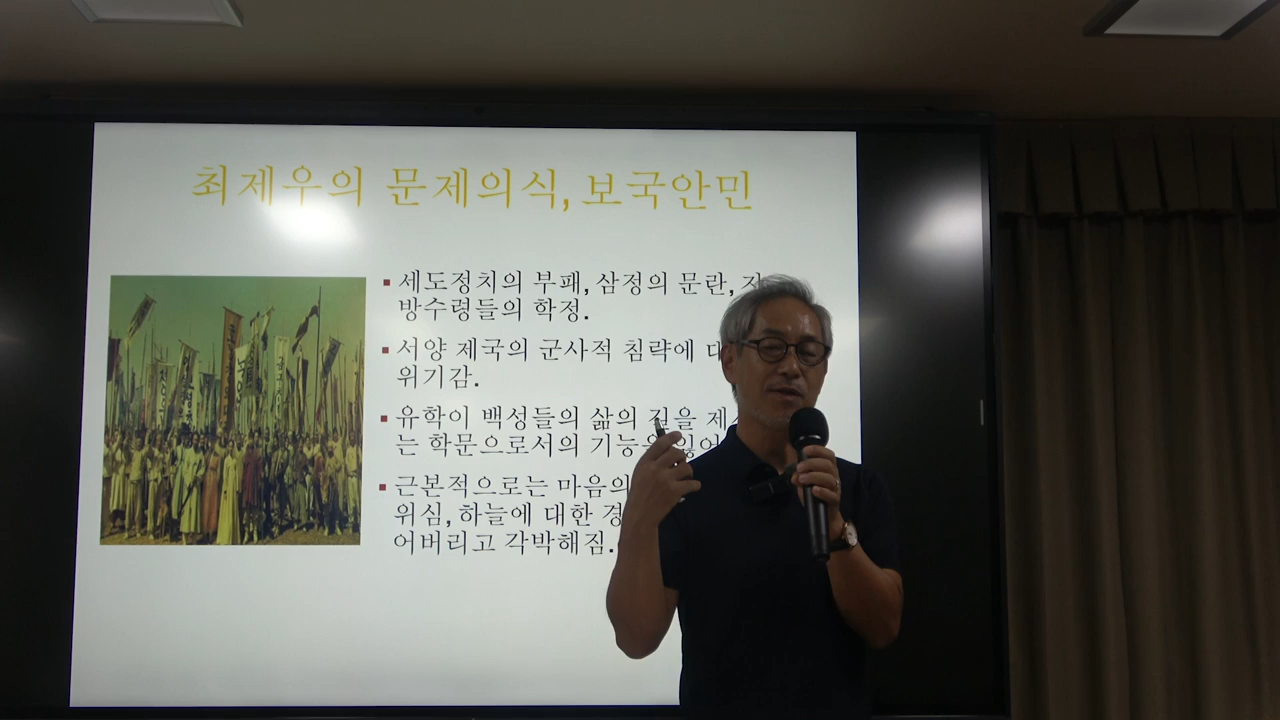 최제우의 문제의식, 보국안민
세도정치의 부패, 삼정의 문란,
방수령들의 학정.
서양 제국의 군사적 침략에
위기감.
유학이 백성들의 삶의 길을
는 학문으로서의 기능을
근본적으로는 마음의
위심, 하늘에 대한
어버리고 각박해짐.